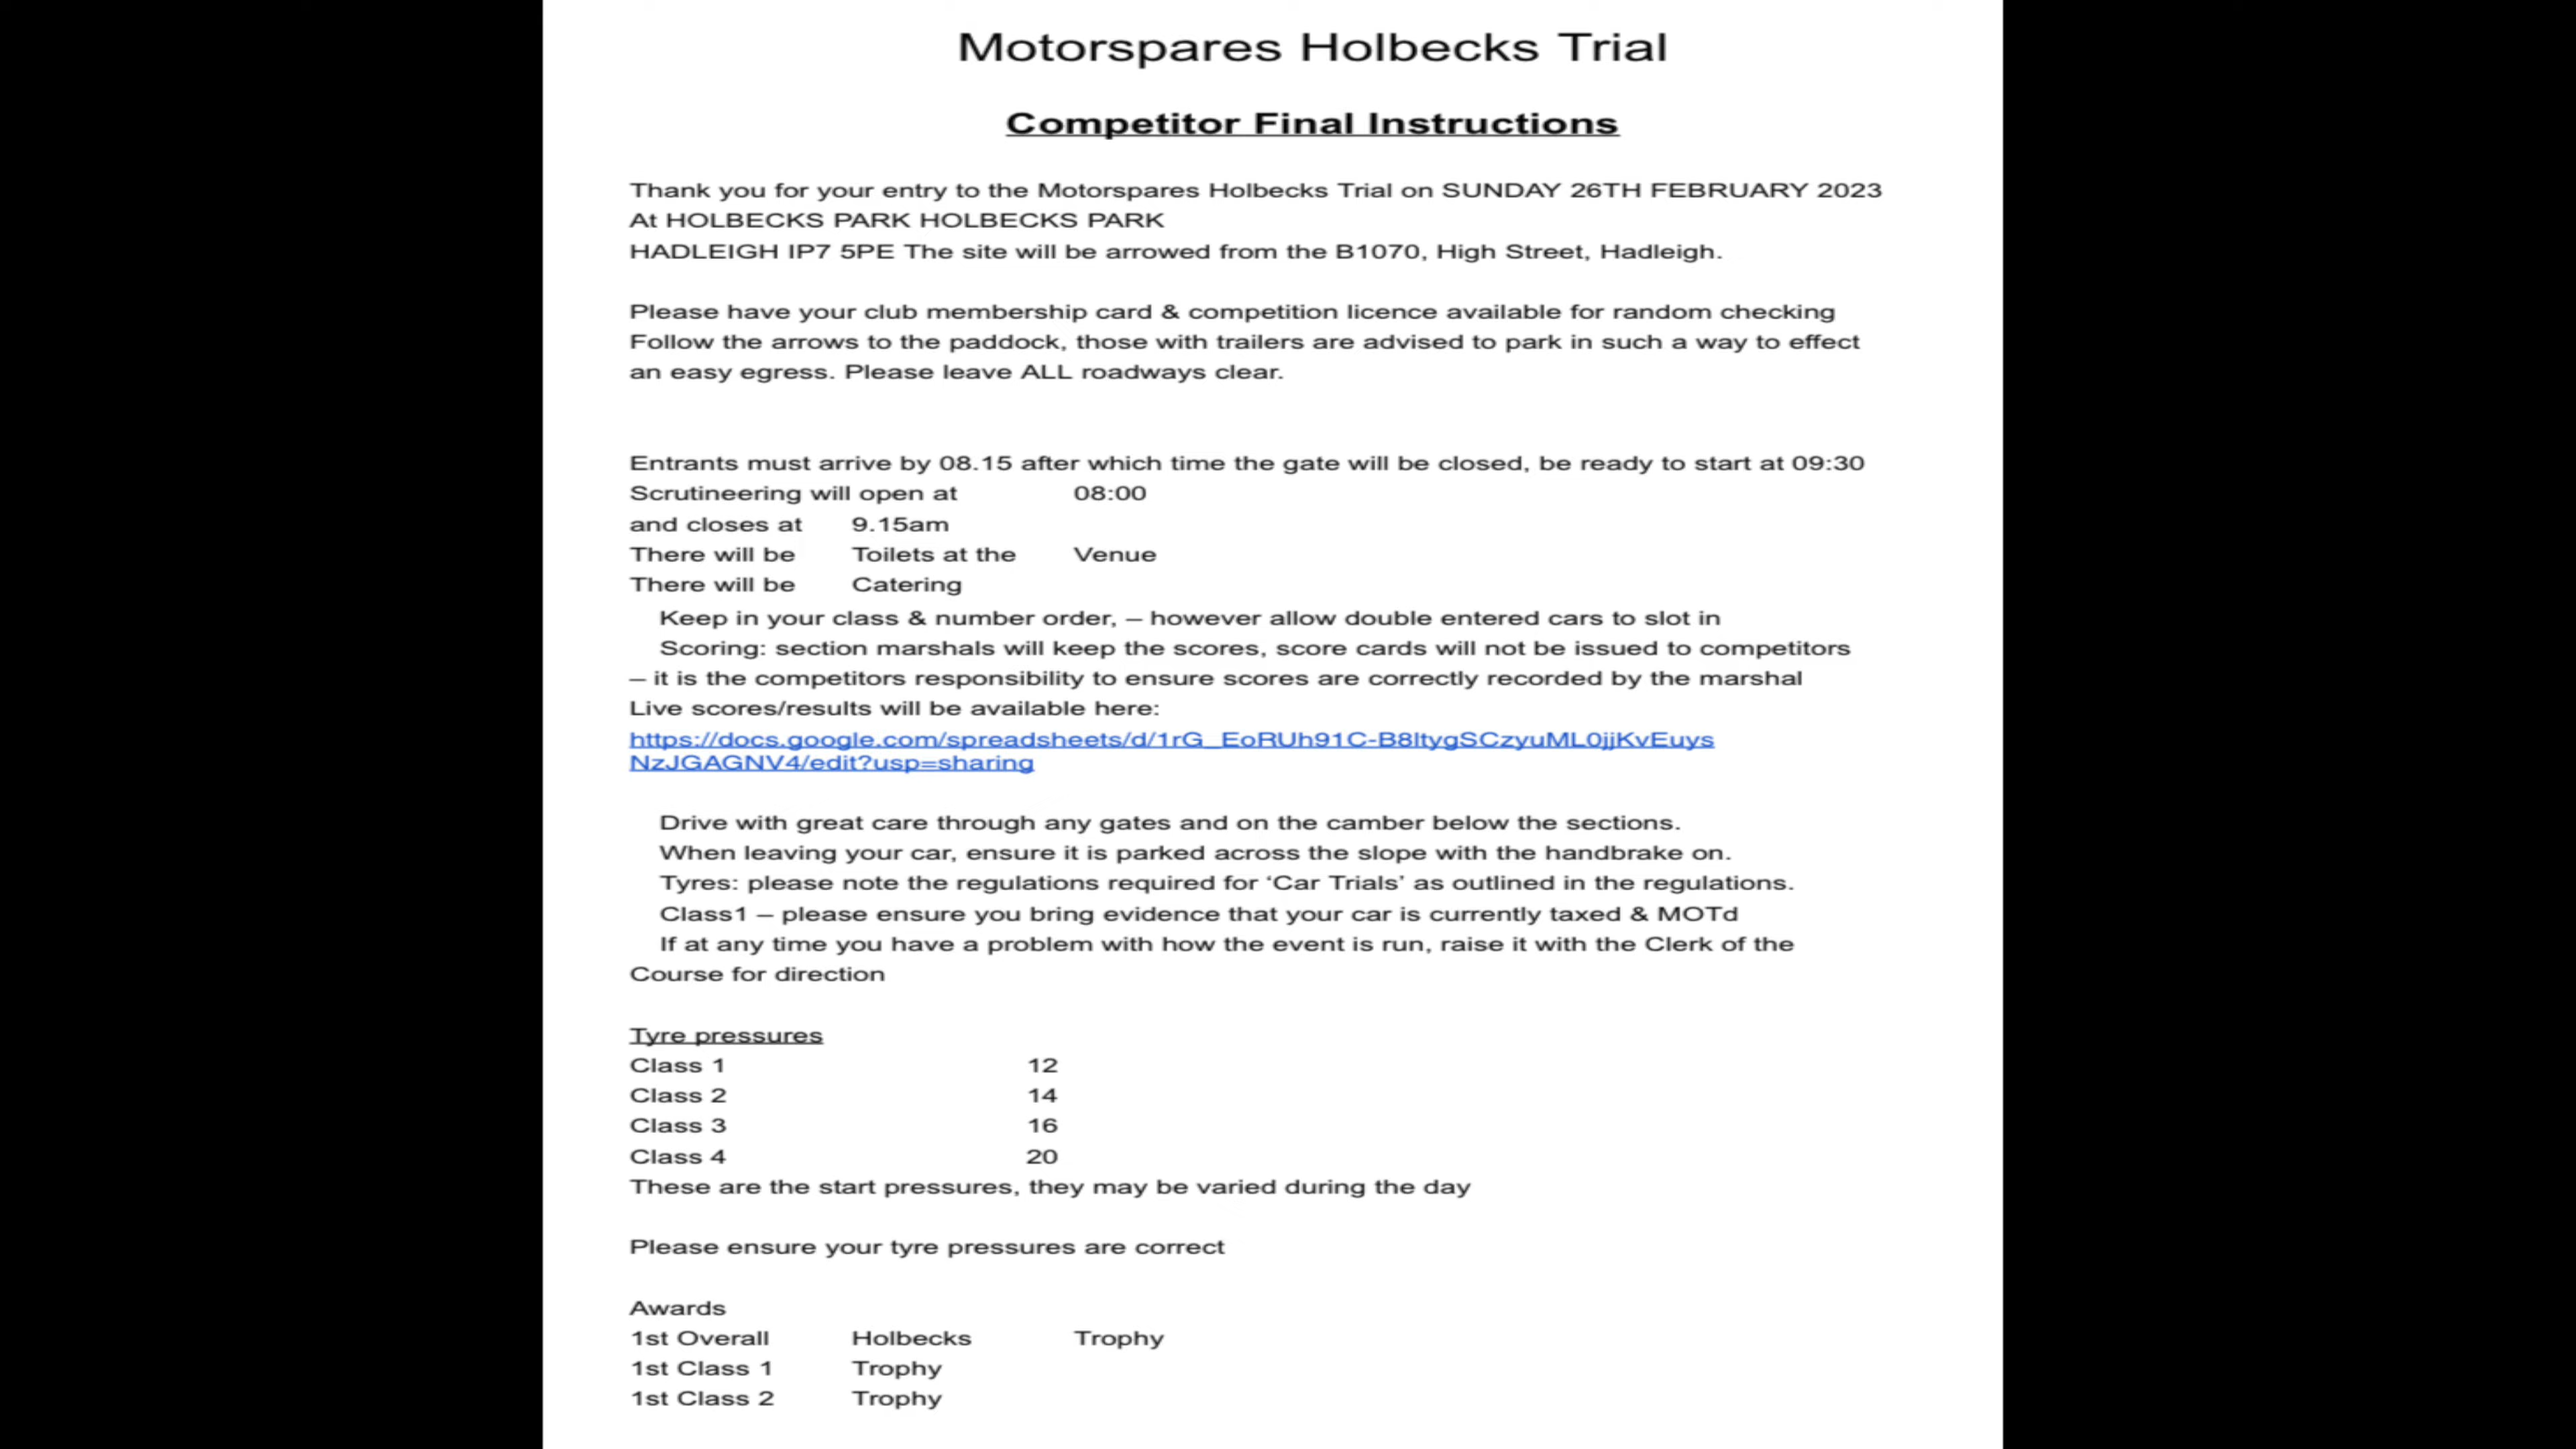 Motorspares Holbecks Trial
Competitor Final Instructions
Thank you for your entry to the Motorspares Holbecks Trial on SUNDAY 26TH FEBRUARY 2023
At HOLBECKS PARK HOLBECKS PARK
HADLEIGH IP7 5PE The site will be arrowed from the B1070, High Street, Hadleigh.
Please have your club membership card & competition licence available for random checking
Follow the arrows to the paddock, those with trailers are advised to park in such a way to effect
an easy egress. Please leave ALL roadways clear.
Entrants must arrive by 08.15 after which time the gate will be closed, be ready to start at 09:30
Scrutineering will open at 08:00
and closes at 9.15am
There will be Toilets at the Venue
There will be Catering
Keep in your class & number order, – however allow double entered cars to slot in
Scoring: section marshals will keep the scores, score cards will not be issued to competitors
– it is the competitors responsibility to ensure scores are correctly recorded by the marshal
Live scores/results will be available here:
https://docs.google.com/spreadsheets/d/1rG_EoRUh91C-B8ltygSCzyuML0jjKvEuys
NzJGAGNV4/edit?usp=sharing
Drive with great care through any gates and on the camber below the sections.
When leaving your car, ensure it is parked across the slope with the handbrake on.
Tyres: please note the regulations required for ‘Car Trials’ as outlined in the regulations.
Class1 – please ensure you bring evidence that your car is currently taxed & MOTd
If at any time you have a problem with how the event is run, raise it with the Clerk of the
Course for direction
Tyre pressures
Class 1 12
Class 2 14
Class 3 16
Class 4 20
These are the start pressures, they may be varied during the day
Please ensure your tyre pressures are correct
Awards
1st Overall Holbecks Trophy
1st Class 1 Trophy
1st Class 2 Trophy